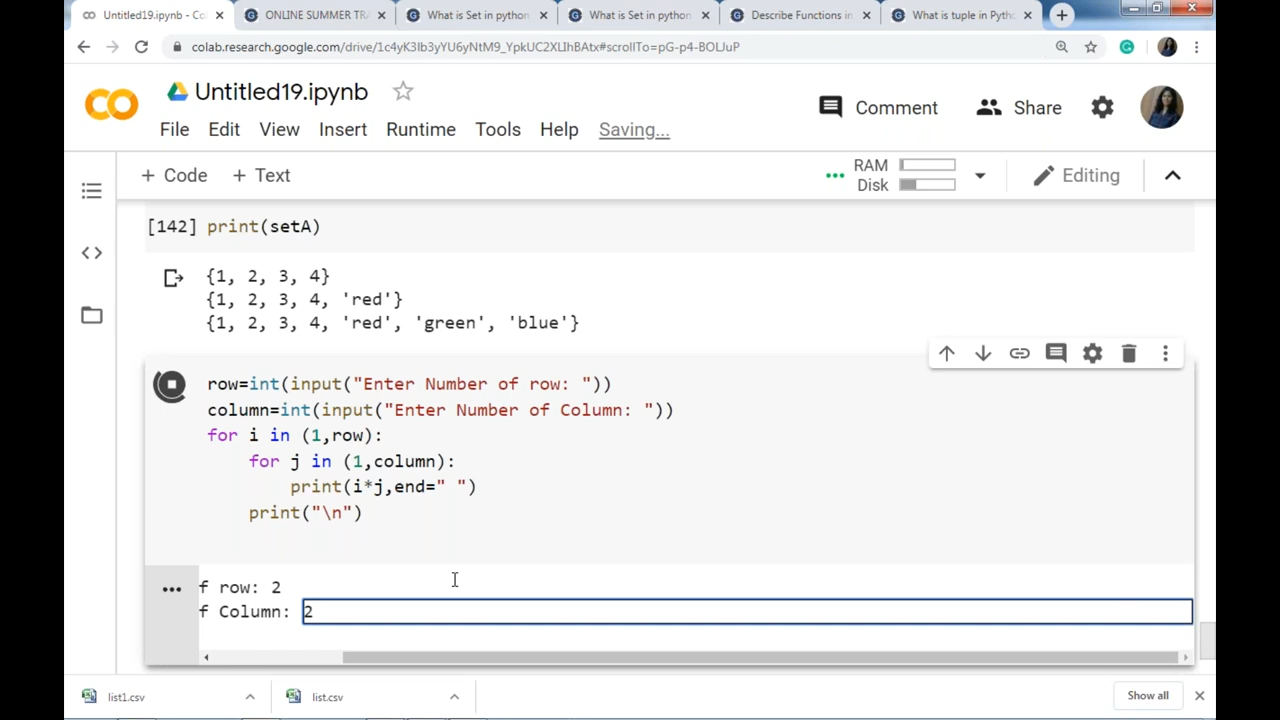 Untitled19.ipynb - Co
ONLINE SUMMER TRA
What is Set in python
What is Set in python
Describe Functions in
What is tuple in Pytho
colab.research.google.com/drive/1c4yK3Ib3yYU6yNtM9_YpkUC2XLIhBAtx#scrollTo=pG-p4-BOLJuP
Untitled19.ipynb
Comment
Share
File Edit View Insert Runtime Tools Help Saving...
+ Code + Text
RAM
Disk
Editing
[142] print(setA)
{1, 2, 3, 4}
{1, 2, 3, 4, 'red'}
{1, 2, 3, 4, 'red', 'green', 'blue'}
row=int(input("Enter Number of row: "))
column=int(input("Enter Number of Column: "))
for i in (1,row):
for j in (1,column):
print(i*j,end=" ")
print("\n")
f row: 2
f Column: 2
list1.csv
list.csv
Show all